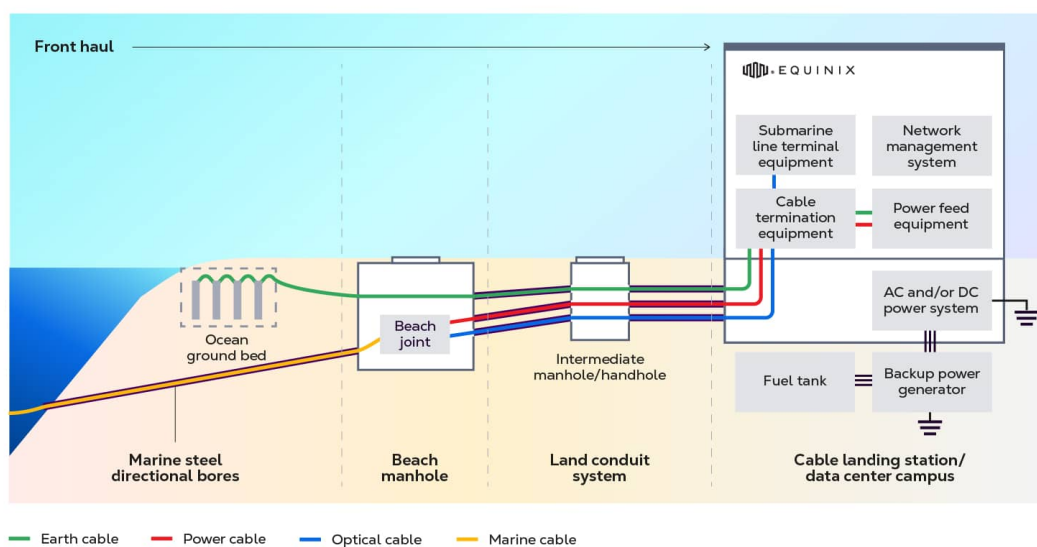 Front haul
EQUINIX
Submarine
line terminal
equipment
Network
management
system
Cable
termination
equipment
Power feed
equipment
AC and/or DC
power system
Fuel tank
Backup power
generator
Ocean
ground bed
Beach
joint
Intermediate
manhole/handhole
Marine steel
directional bores
Beach
manhole
Land conduit
system
Cable landing station/
data center campus
Earth cable
Power cable
Optical cable
Marine cable